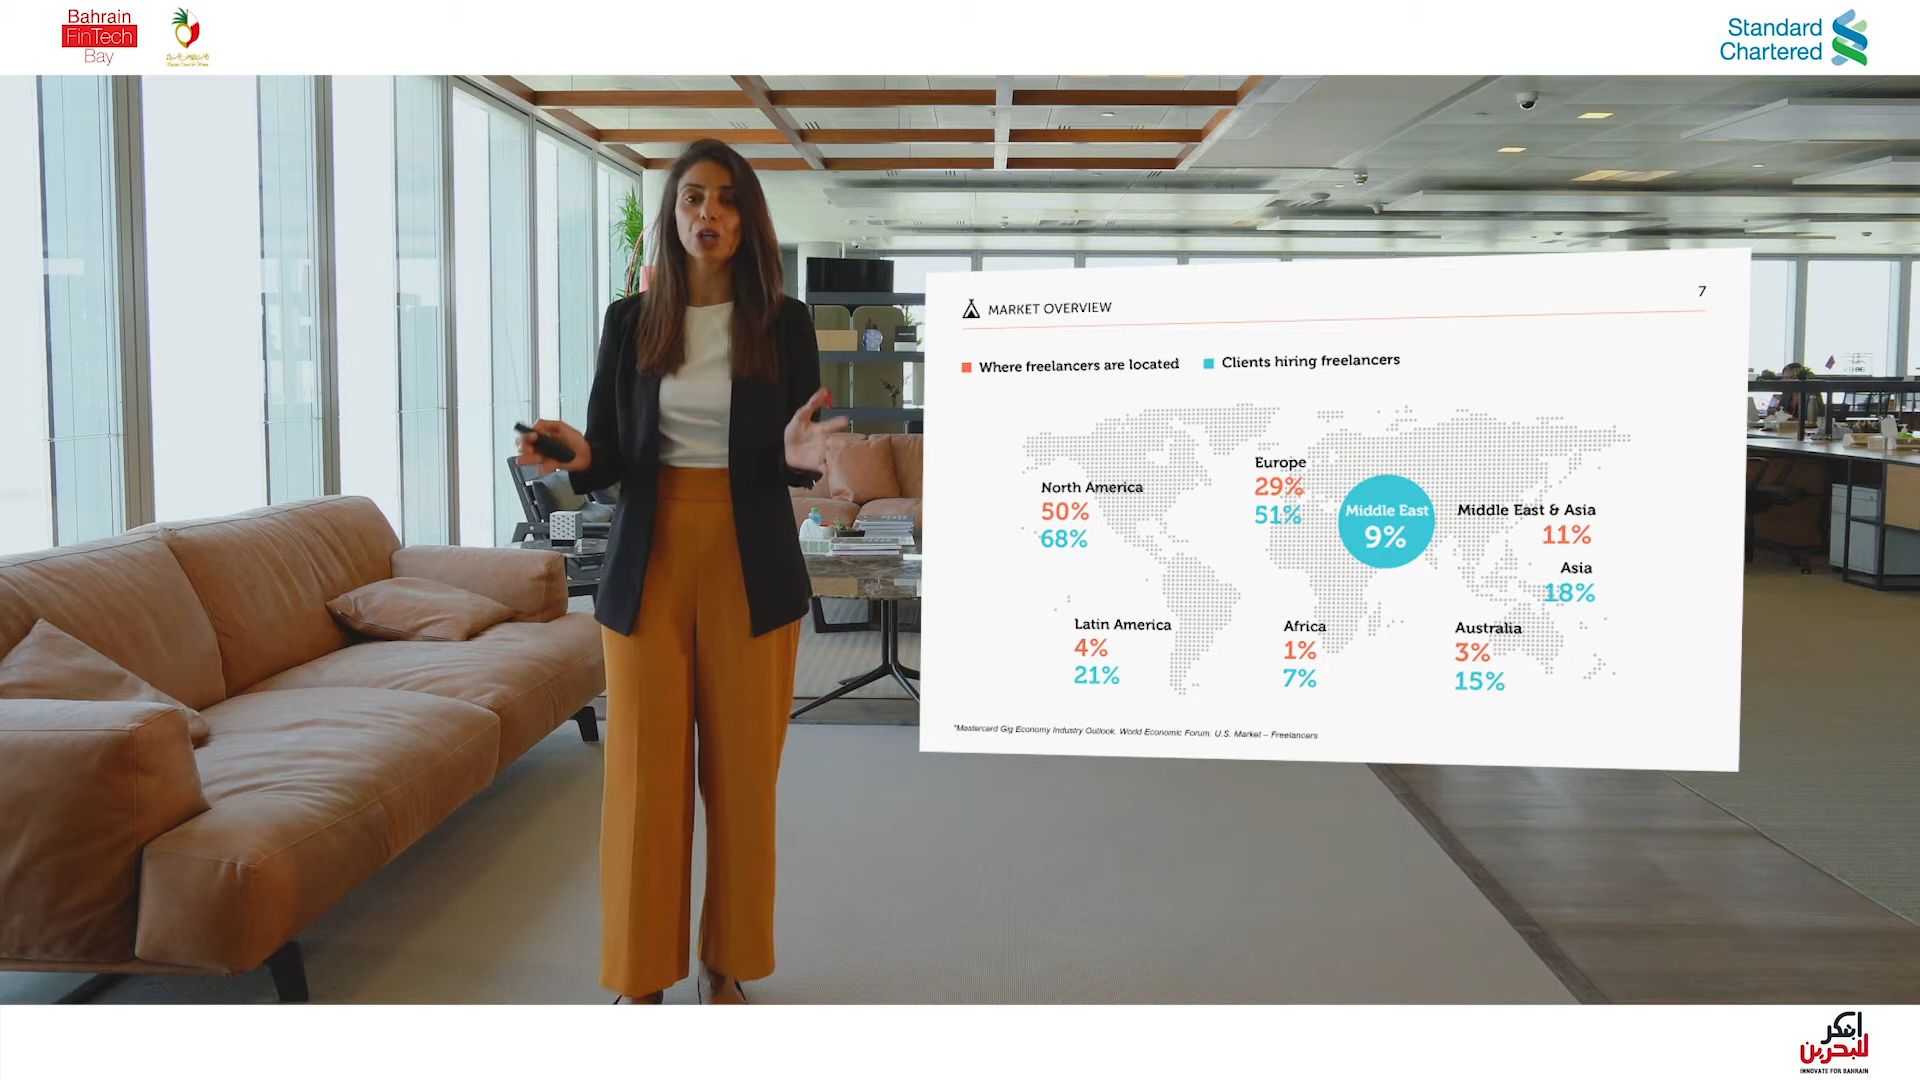 Bahrain
FinTech
Bay
Standard
Chartered
MARKET OVERVIEW
7
Where freelancers are located
Clients hiring freelancers
North America
50%
68%
Europe
29%
51%
Middle East
9%
Middle East & Asia
11%
Asia
18%
Latin America
4%
21%
Africa
1%
7%
Australia
3%
15%
*Mastercard Gig Economy Industry Outlook. World Economic Forum. U.S. Market – Freelancers
ابتكر
للبحرين
INNOVATE FOR BAHRAIN